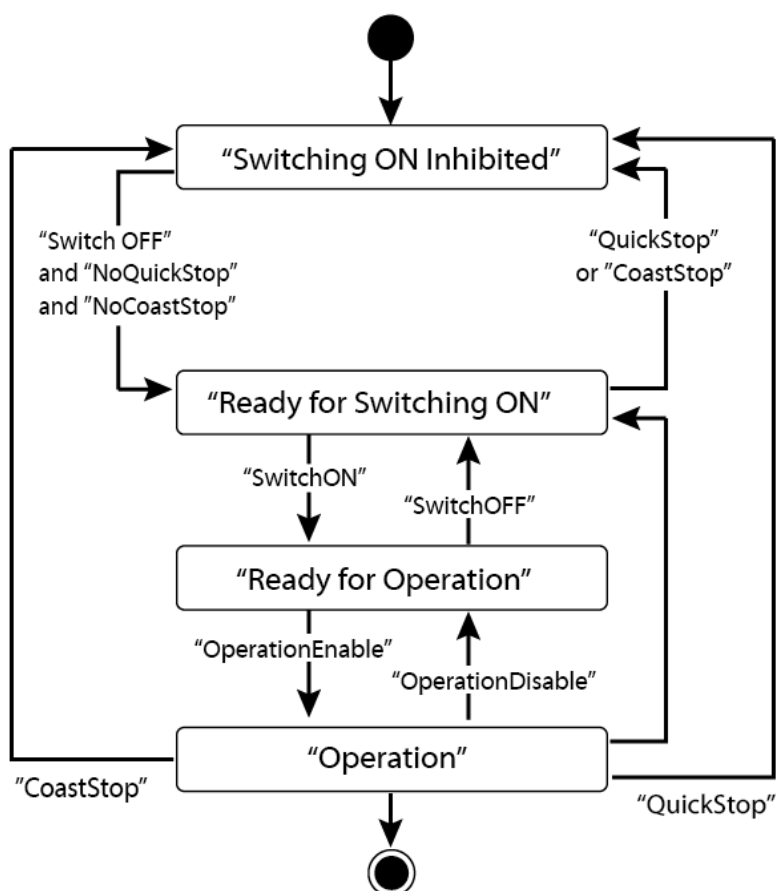 “Switching ON Inhibited”
“Switch OFF”
and “NoQuickStop”
and “NoCoastStop”
“QuickStop”
or ”CoastStop”
“Ready for Switching ON”
“SwitchON”
“SwitchOFF”
“Ready for Operation”
“OperationEnable”
“OperationDisable”
“Operation”
”CoastStop”
“QuickStop”